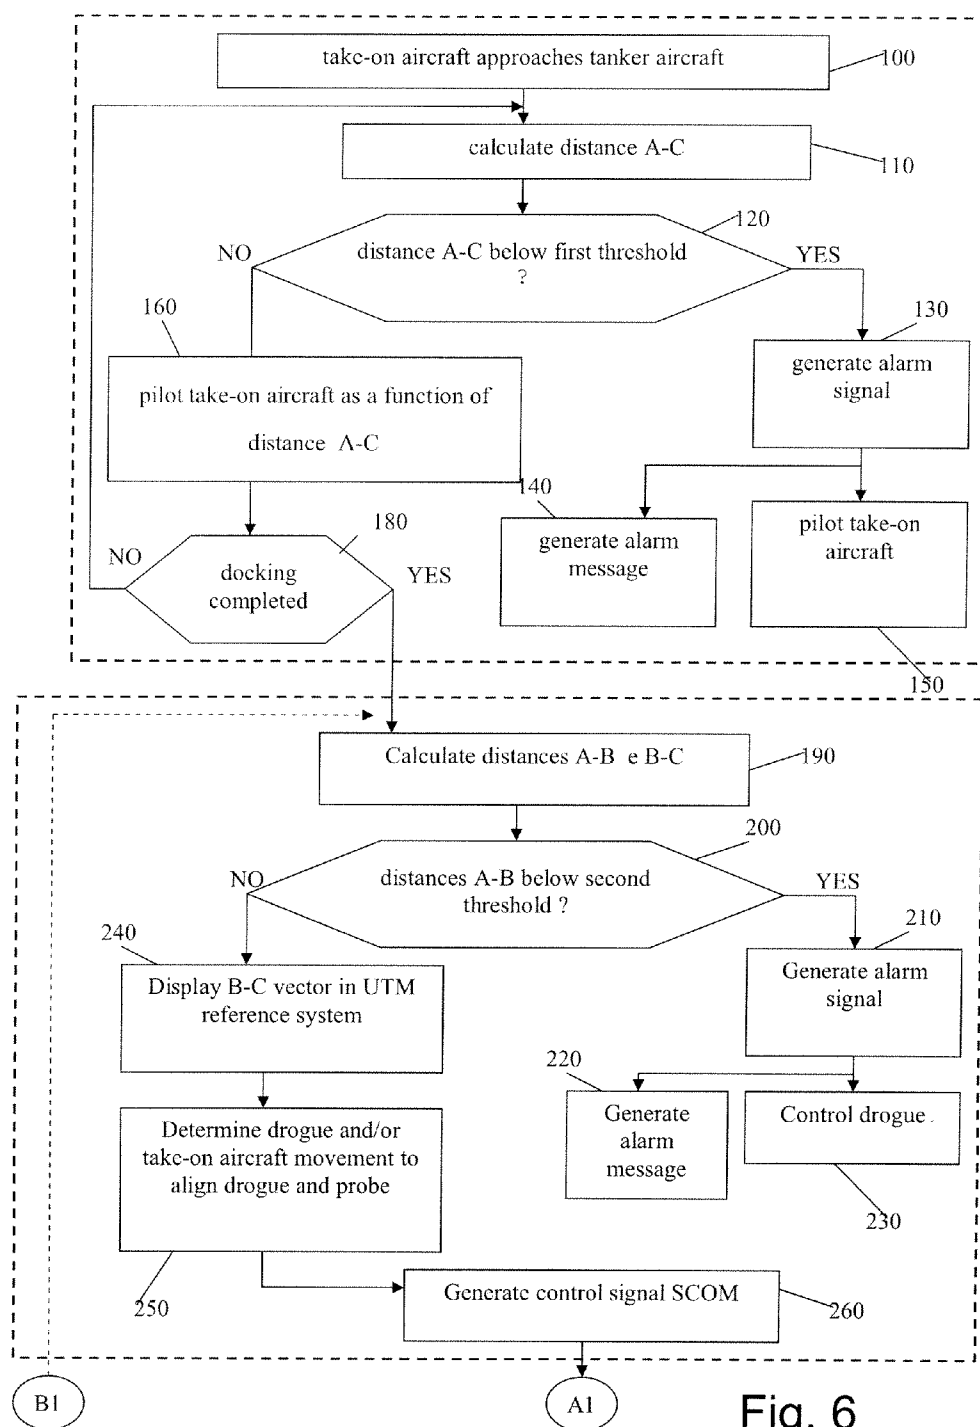 take-on aircraft approaches tanker aircraft
100
calculate distance A-C
110
120
NO
distance A-C below first threshold
?
YES
160
130
pilot take-on aircraft as a function of
distance A-C
generate alarm
signal
140
180
NO
docking
completed
YES
generate alarm
message
pilot take-on
aircraft
150
Calculate distances A-B e B-C
190
200
NO
distances A-B below second
threshold ?
YES
240
210
Display B-C vector in UTM
reference system
Generate alarm
signal
220
Determine drogue and/or
take-on aircraft movement to
align drogue and probe
Generate
alarm
message
Control drogue.
230
250
Generate control signal SCOM
260
B1
A1
Fig. 6